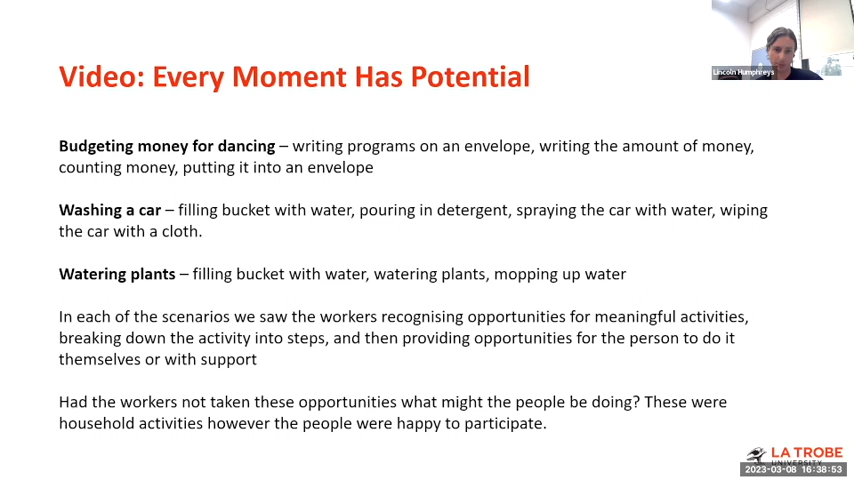 Lincoln Humphreys
Video: Every Moment Has Potential
Budgeting money for dancing – writing programs on an envelope, writing the amount of money,
counting money, putting it into an envelope
Washing a car – filling bucket with water, pouring in detergent, spraying the car with water, wiping
the car with a cloth.
Watering plants – filling bucket with water, watering plants, mopping up water
In each of the scenarios we saw the workers recognising opportunities for meaningful activities,
breaking down the activity into steps, and then providing opportunities for the person to do it
themselves or with support
Had the workers not taken these opportunities what might the people be doing? These were
household activities however the people were happy to participate.
LA TROBE
UNIVERSITY
2023-03-08 16:38:53